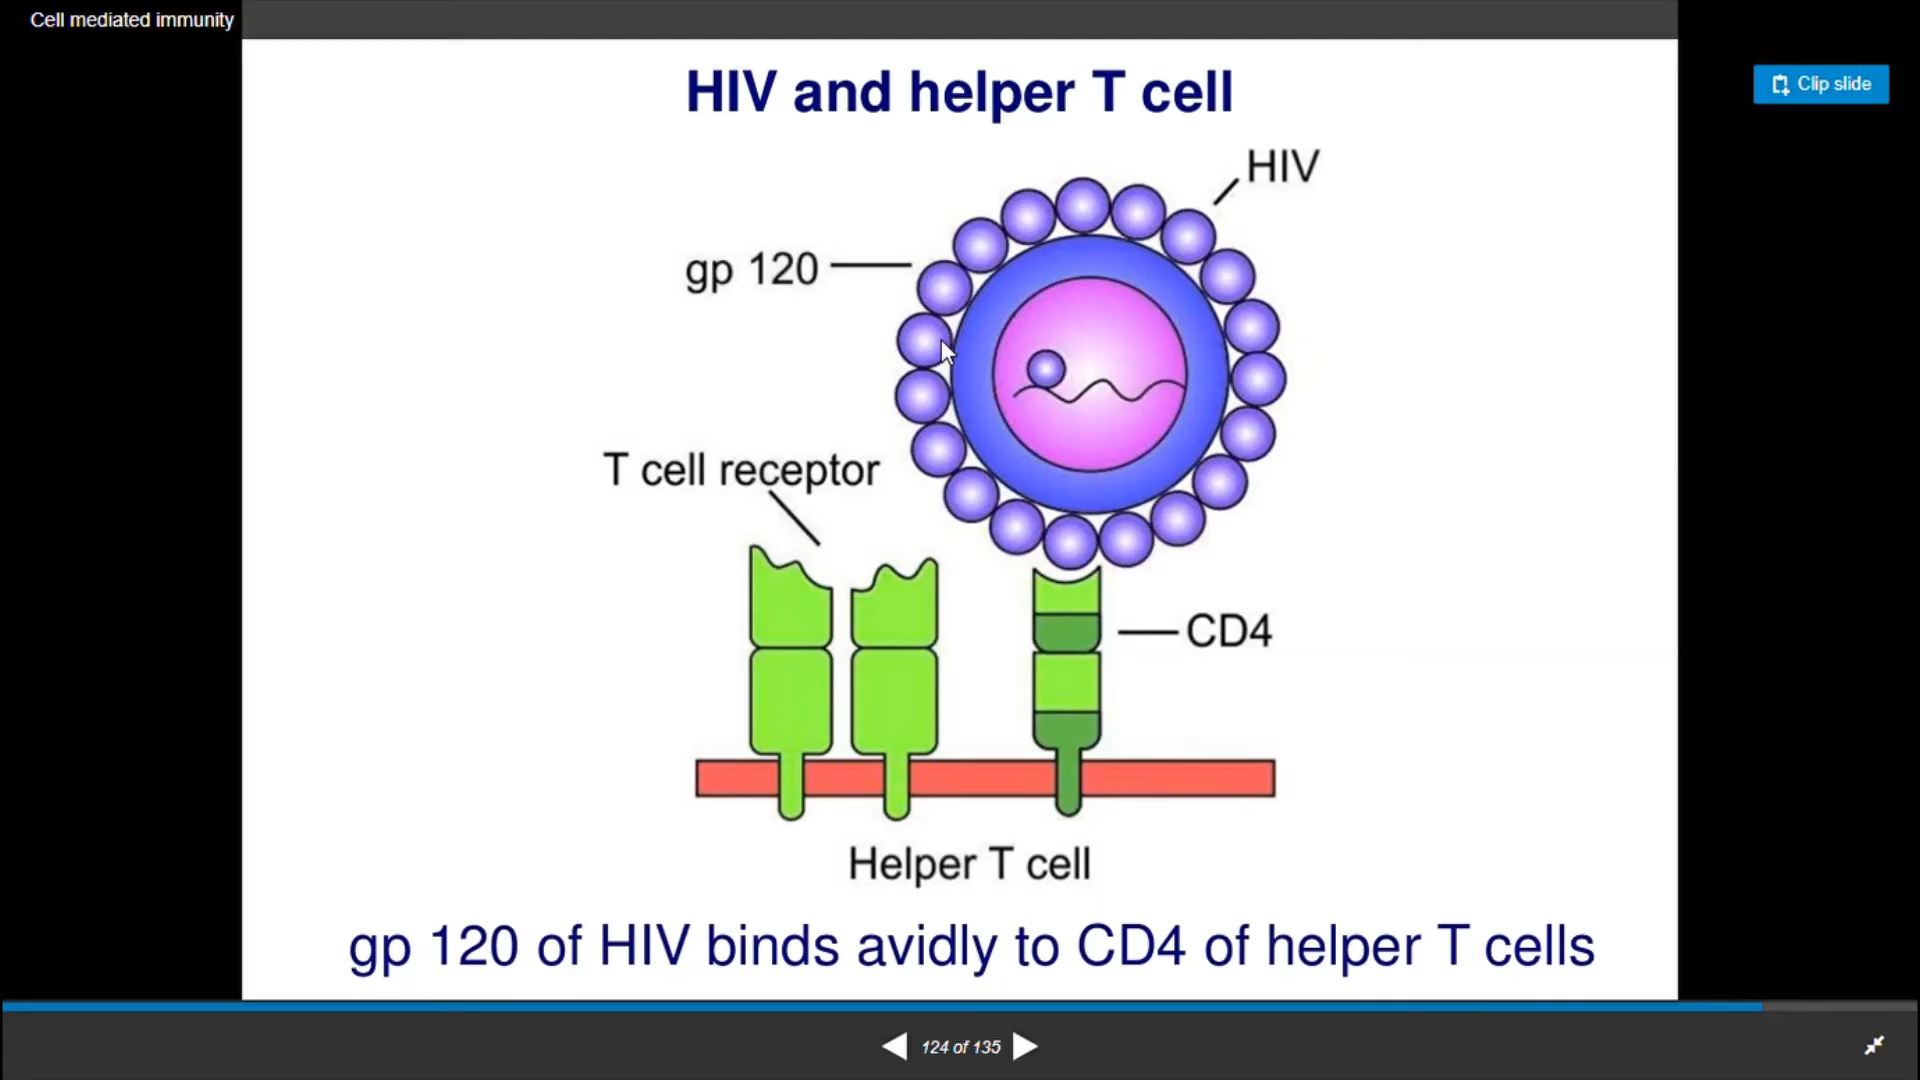 Cell mediated immunity
Clip slide
HIV and helper T cell
HIV
gp 120
T cell receptor
CD4
Helper T cell
gp 120 of HIV binds avidly to CD4 of helper T cells
124 of 135